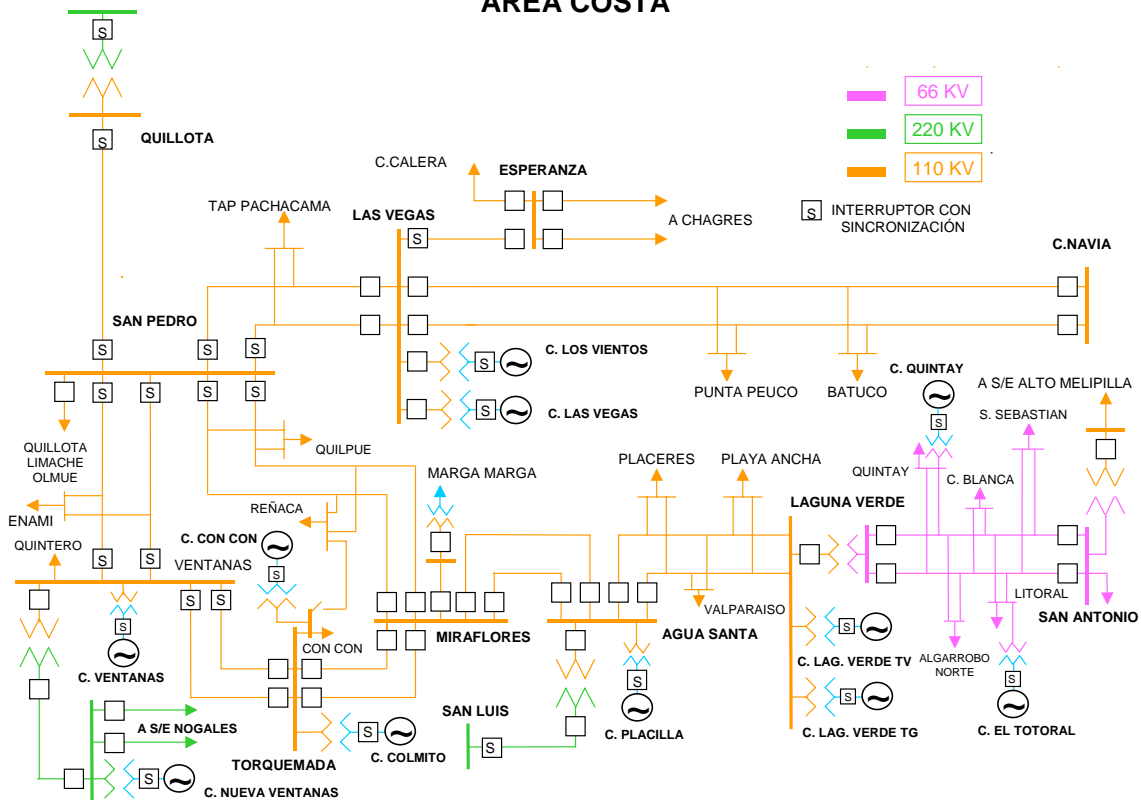 AREA COSTA
S
66 KV
220 KV
110 KV
S INTERRUPTOR CON
SINCRONIZACIÓN
QUILLOTA
S
C.CALERA
ESPERANZA
TAP PACHACAMA
LAS VEGAS
S
A CHAGRES
C.NAVIA
SAN PEDRO
S
S
S
C. LOS VIENTOS
S
C. LAS VEGAS
S
PUNTA PEUCO
BATUCO
C. QUINTAY
S
A S/E ALTO MELIPILLA
S. SEBASTIAN
S
S
S
S
QUILLOTA
LIMACHE
OLMUE
QUILPUE
ENAMI
REÑACA
MARGA MARGA
PLACERES
PLAYA ANCHA
LAGUNA VERDE
QUINTAY
C. BLANCA
QUINTERO
S
S
VENTANAS
C. CON CON
S
S
S
S
C. VENTANAS
CON CON
MIRAFLORES
AGUA SANTA
VALPARAISO
LITORAL
SAN ANTONIO
ALGARROBO
NORTE
S
C. LAG. VERDE TV
S
C. LAG. VERDE TG
S
C. EL TOTORAL
S
C. PLACILLA
SAN LUIS
S
A S/E NOGALES
TORQUEMADA
S
C. COLMITO
S
C. NUEVA VENTANAS